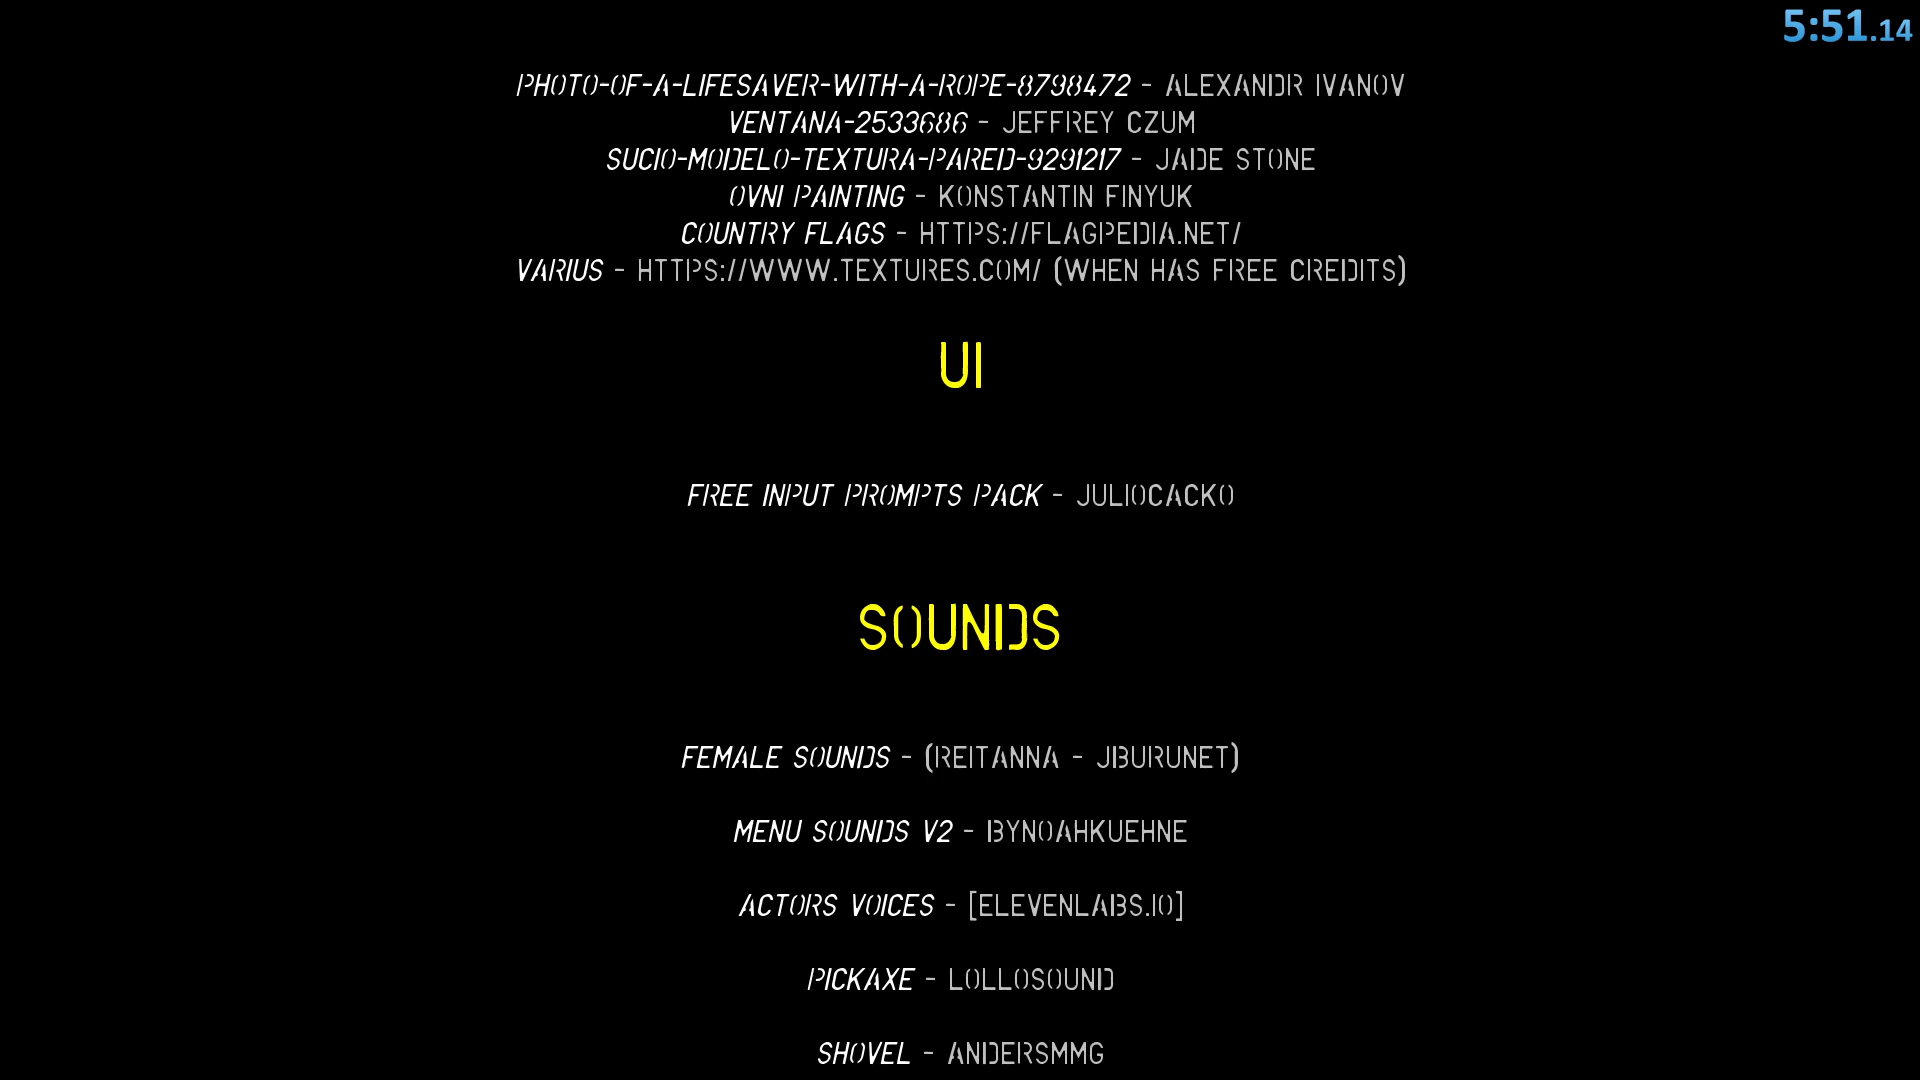 5:51.14
PHOTO-OF-A-LIFESAVER-WITH-A-ROPE-8798472 - ALEXANDR IVANOV
VENTANA-2533686 - JEFFREY CZUM
SUCIO-MODELO-TEXTURA-PARED-9291217 - JADE STONE
OVNI PAINTING - KONSTANTIN FINYUK
COUNTRY FLAGS - HTTPS://FLAGPEDIA.NET/
VARIUS - HTTPS://WWW.TEXTURES.COM/ (WHEN HAS FREE CREDITS)
UI
FREE INPUT PROMPTS PACK - JULIOCACKO
SOUNDS
FEMALE SOUNDS - (REITANNA - JBURUNET)
MENU SOUNDS V2 - BYNOAHKUEHNE
ACTORS VOICES - [ELEVENLABS.IO]
PICKAXE - LOLLOSOUND
SHOVEL - ANDERSMMG